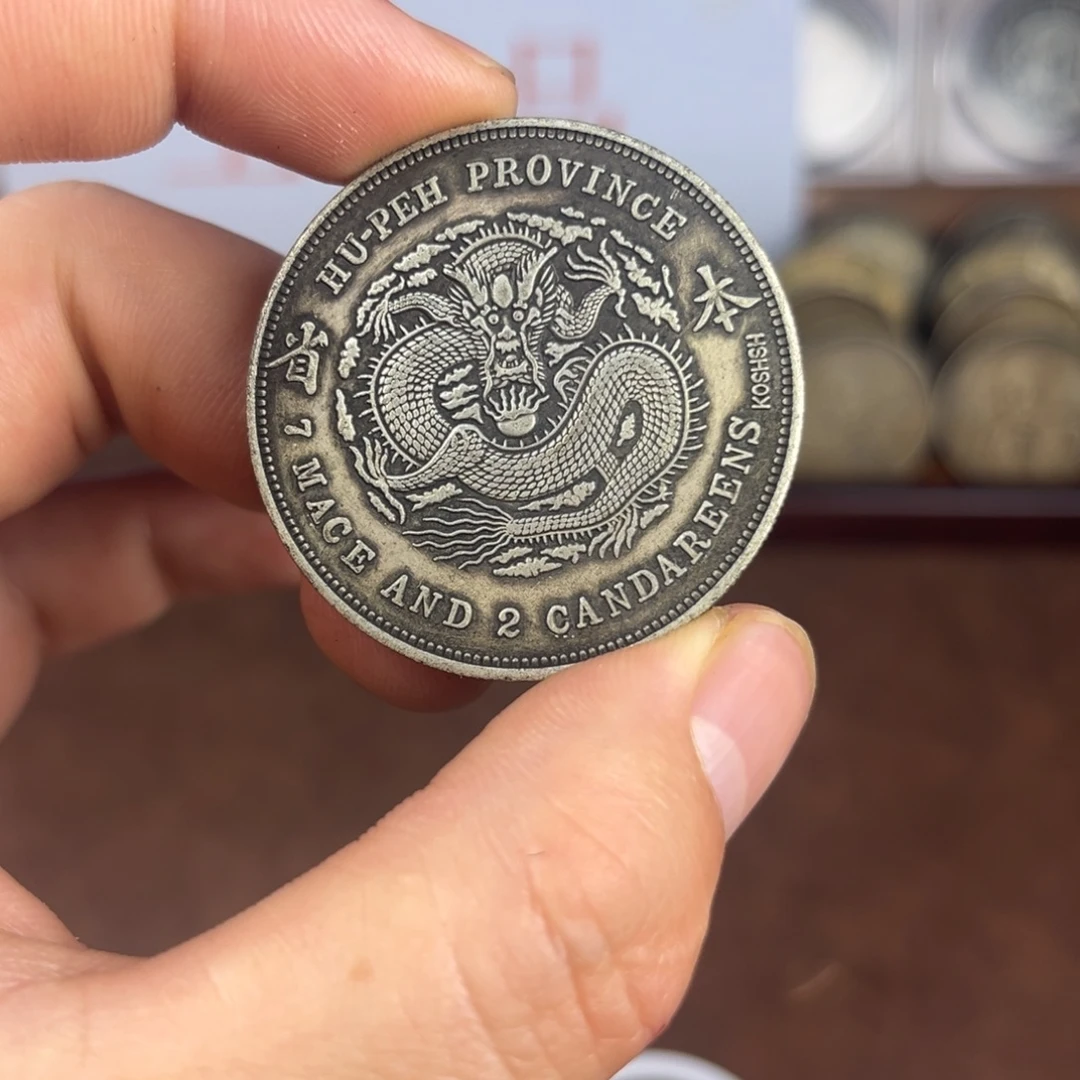 HU-PEH PROVINCE
本 省
7 MACE AND 2 CANDAREENS
KOSHSH